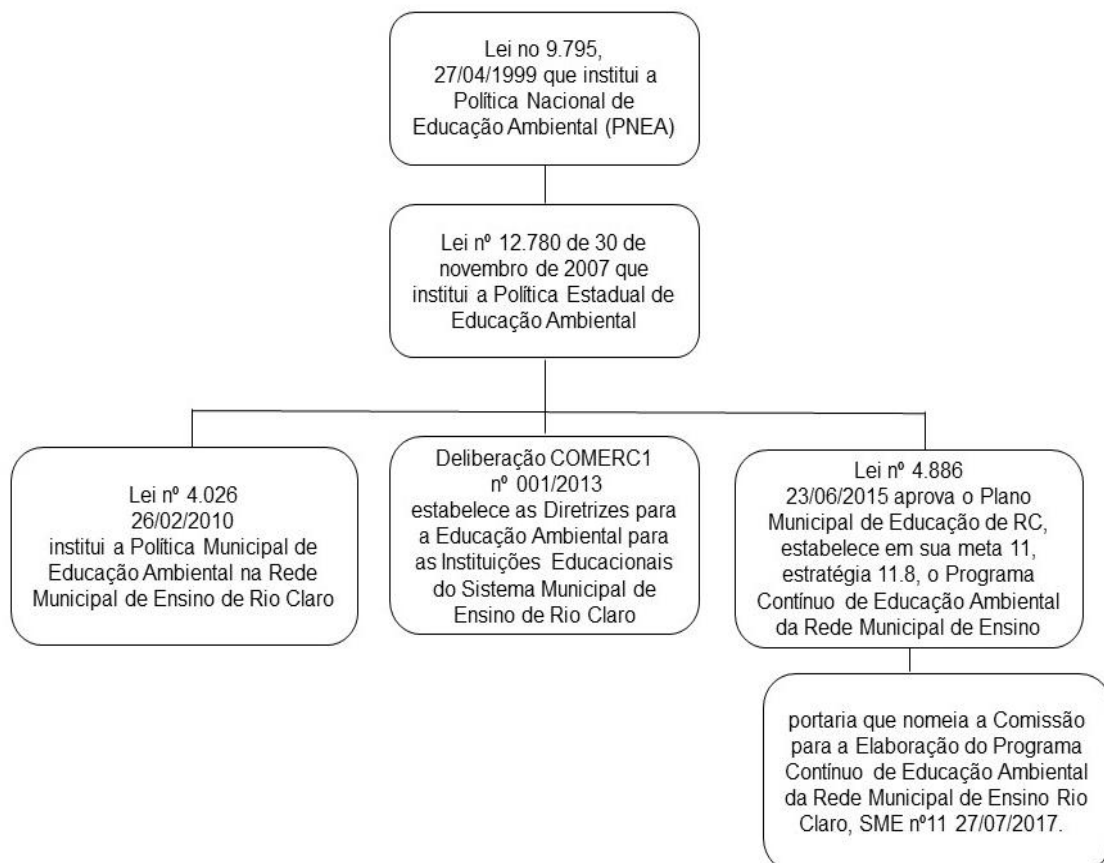 Lei no 9.795,
27/04/1999 que institui a
Política Nacional de
Educação Ambiental (PNEA)
Lei nº 12.780 de 30 de
novembro de 2007 que
institui a Política Estadual de
Educação Ambiental
Lei nº 4.026
26/02/2010
institui a Política Municipal de
Educação Ambiental na Rede
Municipal de Ensino de Rio Claro
Deliberação COMERC1
nº 001/2013
estabelece as Diretrizes para
a Educação Ambiental para
as Instituições Educacionais
do Sistema Municipal de
Ensino de Rio Claro
Lei nº 4.886
23/06/2015 aprova o Plano
Municipal de Educação de RC,
estabelece em sua meta 11,
estratégia 11.8, o Programa
Contínuo de Educação Ambiental
da Rede Municipal de Ensino
portaria que nomeia a Comissão
para a Elaboração do Programa
Contínuo de Educação Ambiental
da Rede Municipal de Ensino Rio
Claro, SME nº11 27/07/2017.